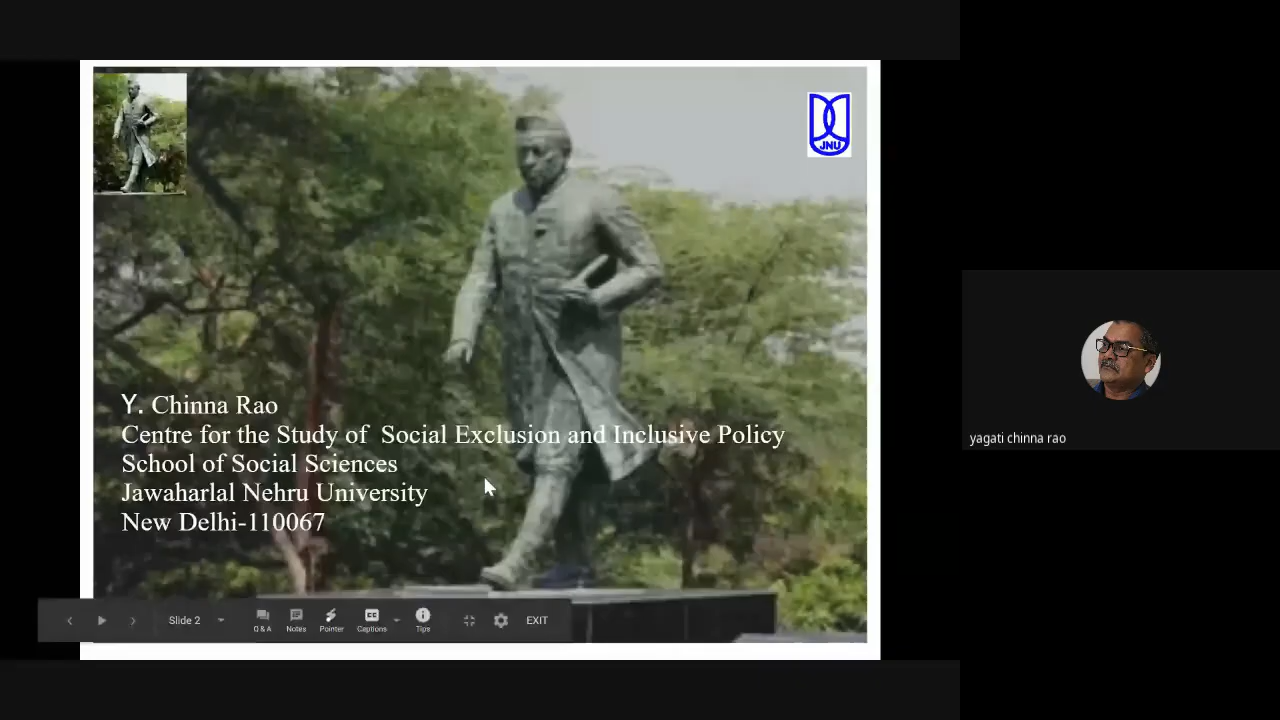 JNU
Y. Chinna Rao
Centre for the Study of  Social Exclusion and Inclusive Policy
School of Social Sciences
Jawaharlal Nehru University
New Delhi-110067
yagati chinna rao
Slide 2
Q & A
Notes
Pointer
Captions
CC
Tips
EXIT